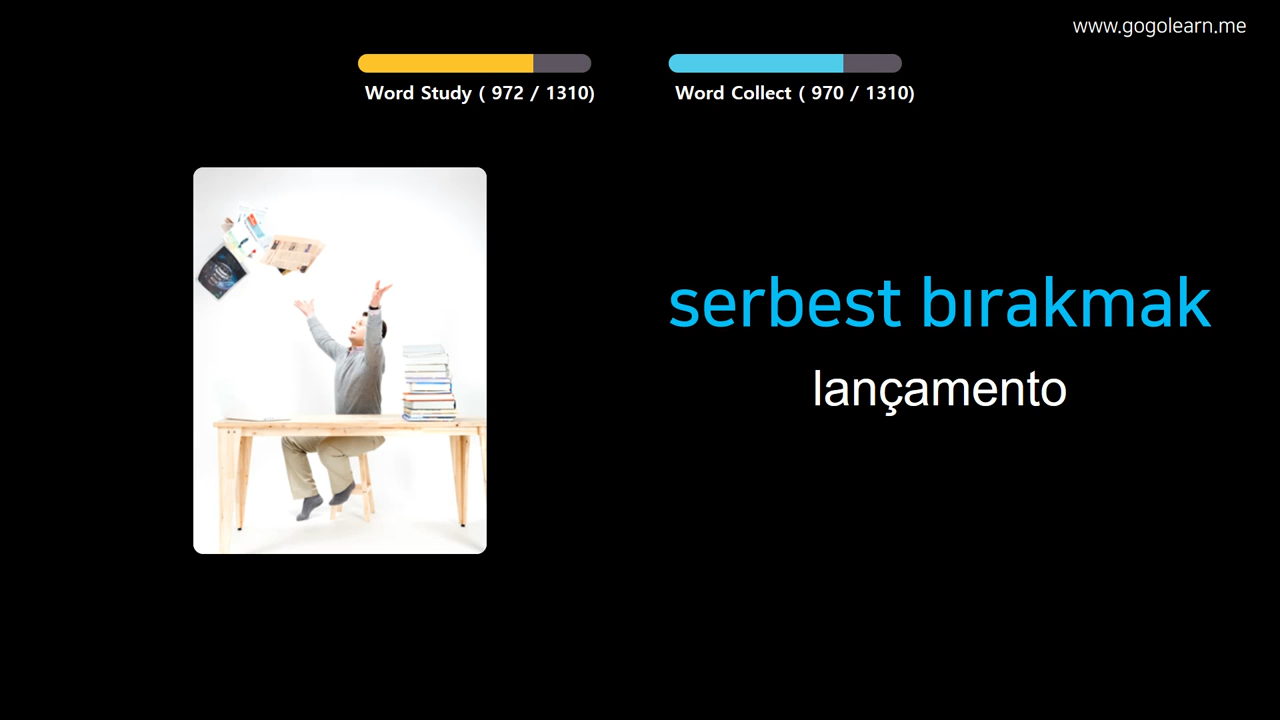 www.gogolearn.me
Word Study ( 972 / 1310)
Word Collect ( 970 / 1310)
serbest bırakmak
lançamento